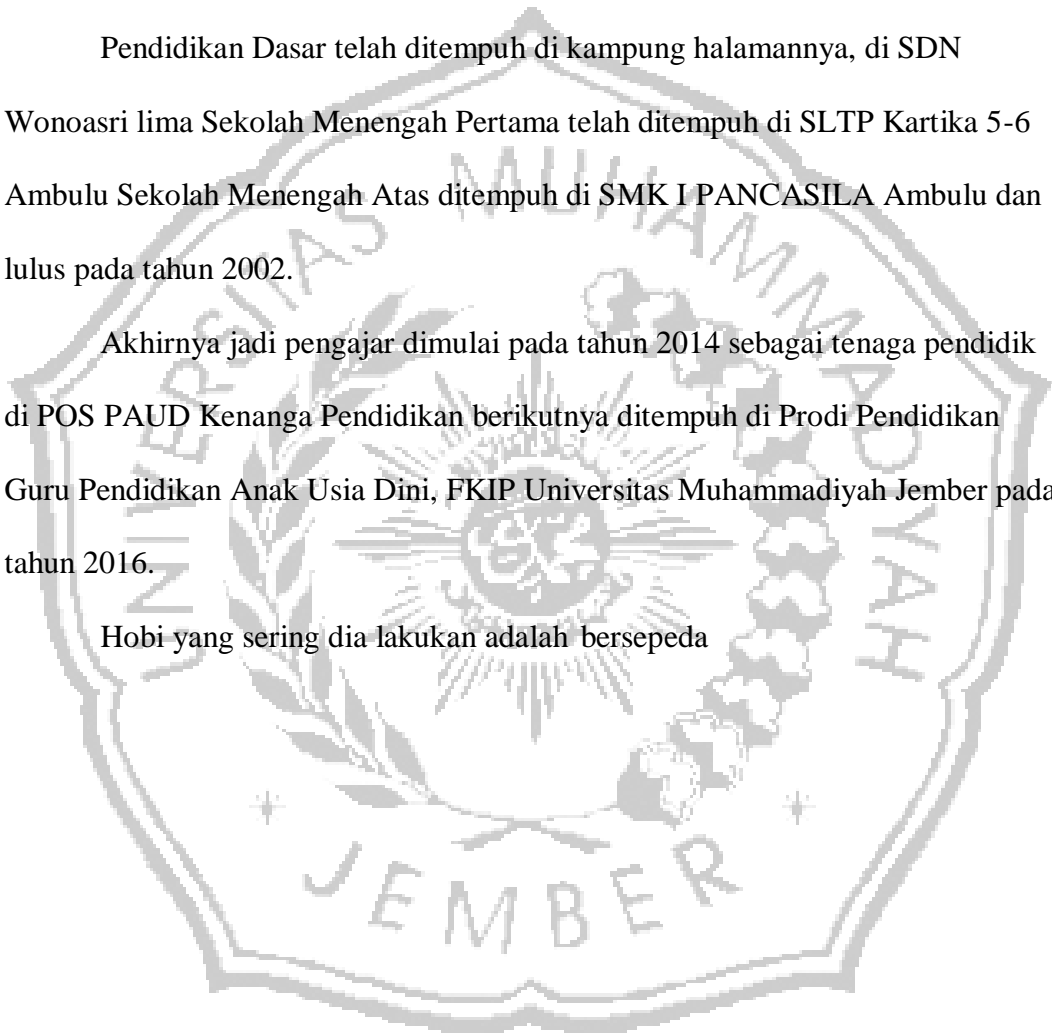 Pendidikan Dasar telah ditempuh di kampung halamannya, di SDN
Wonoasri lima Sekolah Menengah Pertama telah ditempuh di SLTP Kartika 5-6
Ambulu Sekolah Menengah Atas ditempuh di SMK I PANCASILA Ambulu dan
lulus pada tahun 2002.
Akhirnya jadi pengajar dimulai pada tahun 2014 sebagai tenaga pendidik
di POS PAUD Kenanga Pendidikan berikutnya ditempuh di Prodi Pendidikan
Guru Pendidikan Anak Usia Dini, FKIP Universitas Muhammadiyah Jember pada
tahun 2016.
Hobi yang sering dia lakukan adalah bersepeda
UNIVERSITAS MUHAMMADIYAH
JEMBER